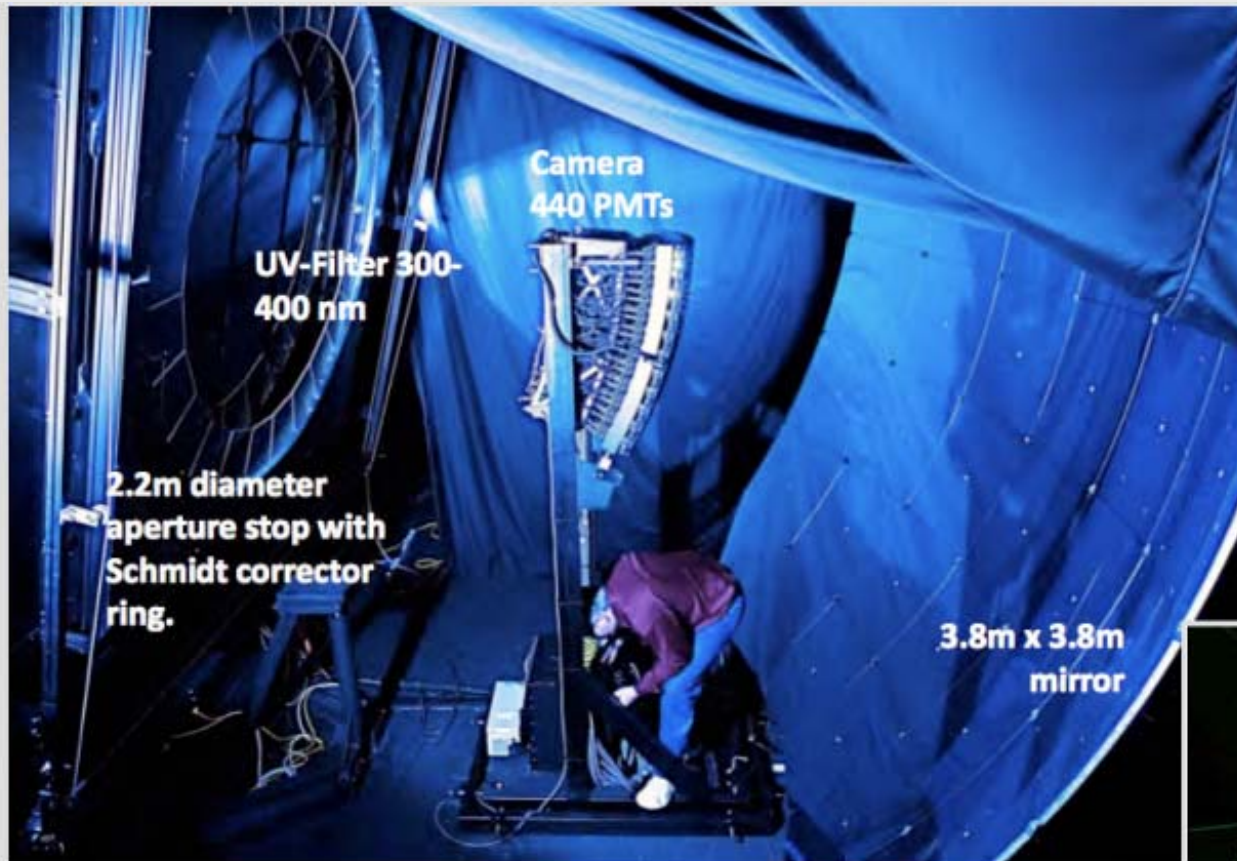 Camera
440 PMTs
UV-Filter 300-
400 nm
2.2m diameter
aperture stop with
Schmidt corrector
ring.
3.8m x 3.8m
mirror